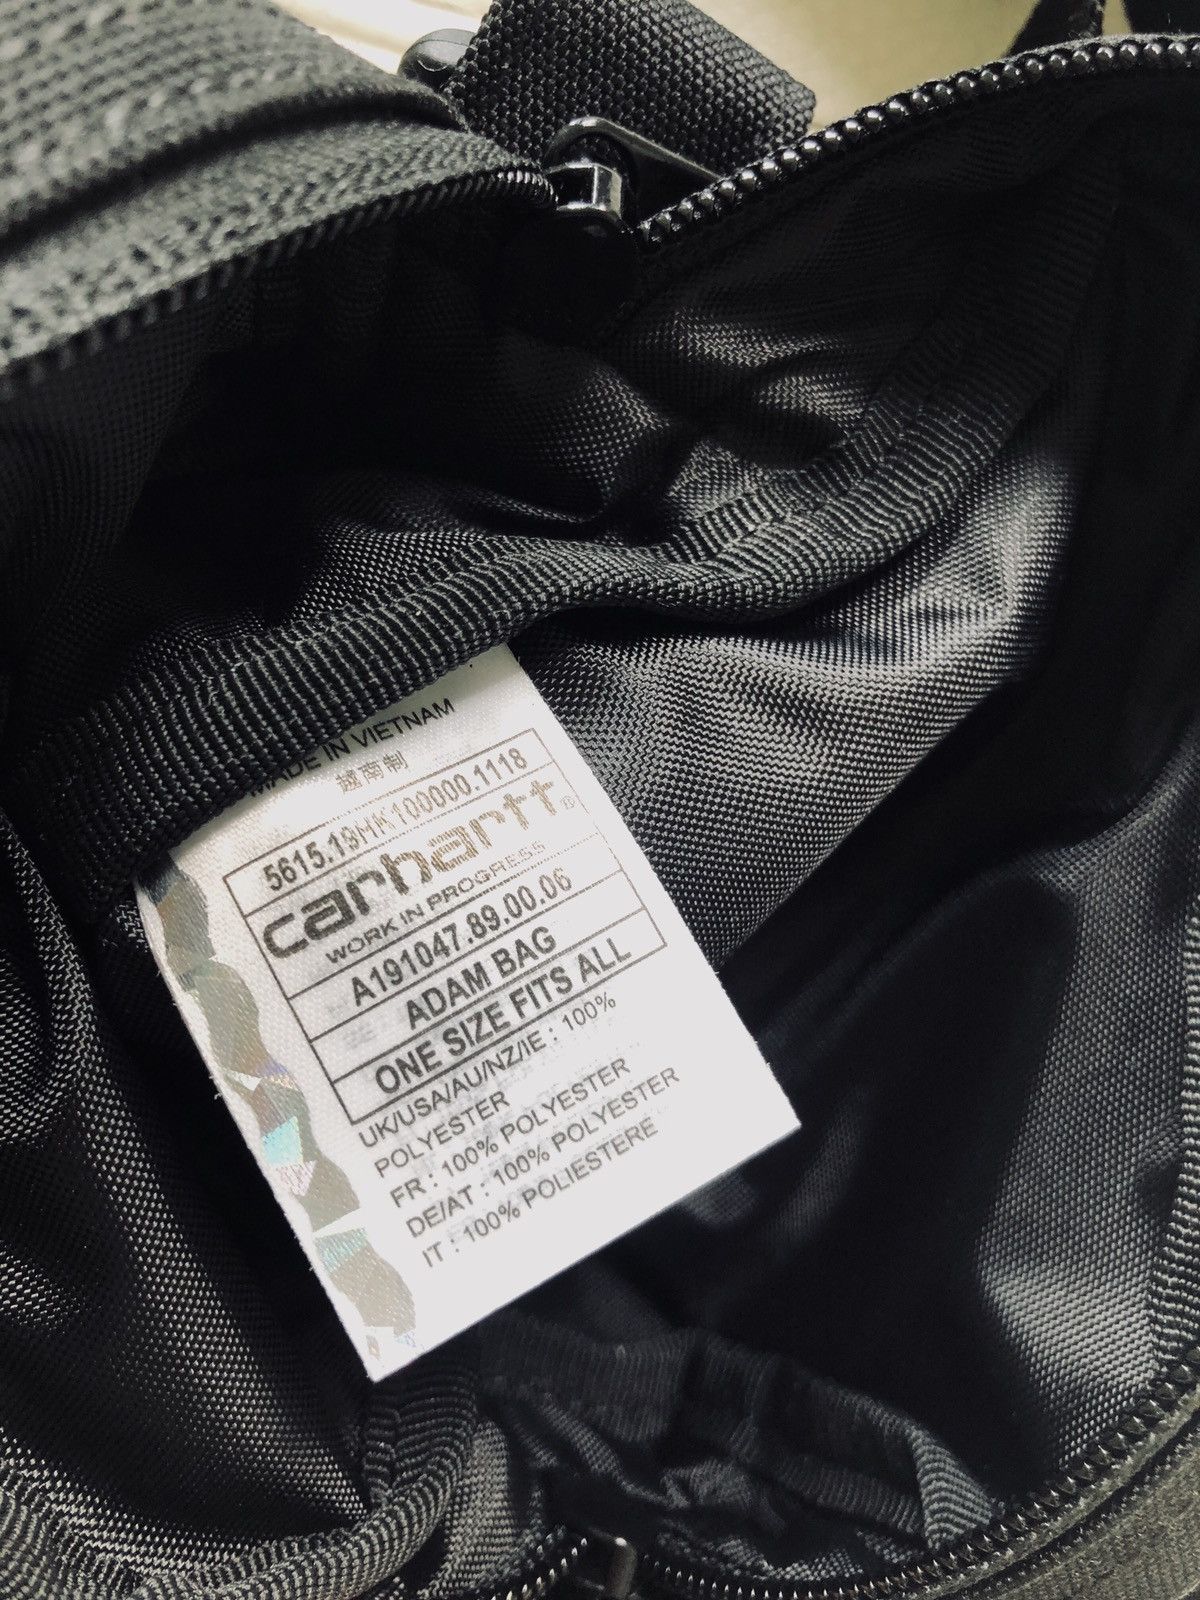 MADE IN VIETNAM
越南制
5615.19HK100000.1118
carhartt®
WORK IN PROGRESS
A191047.89.00.06
ADAM BAG
ONE SIZE FITS ALL
UK/USA/AU/NZ/IE : 100%
POLYESTER
FR : 100% POLYESTER
DE/AT : 100% POLYESTER
IT : 100% POLIESTERE